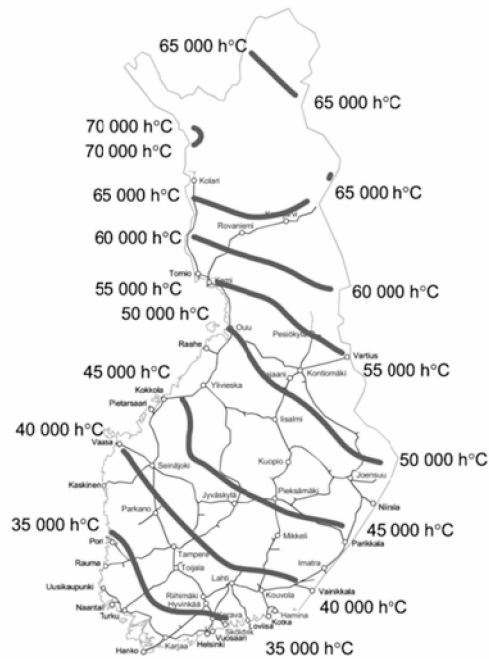 65 000 h°C
65 000 h°C
70 000 h°C
70 000 h°C
Kolari
65 000 h°C
65 000 h°C
Rovaniemi
60 000 h°C
Tornio
Kemi
60 000 h°C
55 000 h°C
50 000 h°C
Oulu
Pesiökylä
Raahe
Vartius
Kontiomäki
55 000 h°C
45 000 h°C
Ylivieska
Kokkola
Pietarsaari
Iisalmi
40 000 h°C
Vaasa
Seinäjoki
Kuopio
50 000 h°C
Joensuu
Kaskinen
Jyväskylä
Pieksämäki
Niirala
35 000 h°C
Parkano
45 000 h°C
Pori
Mikkeli
Parikkala
Tampere
Rauma
Toijala
Imatra
Uusikaupunki
Lahti
Kouvola
Vainikkala
Riihimäki
40 000 h°C
Naantali
Hyvinkää
Hamina
Turku
Kotka
Loviisa
Sköldvik
Vuosaari
Karjaa
Helsinki
Hanko
35 000 h°C